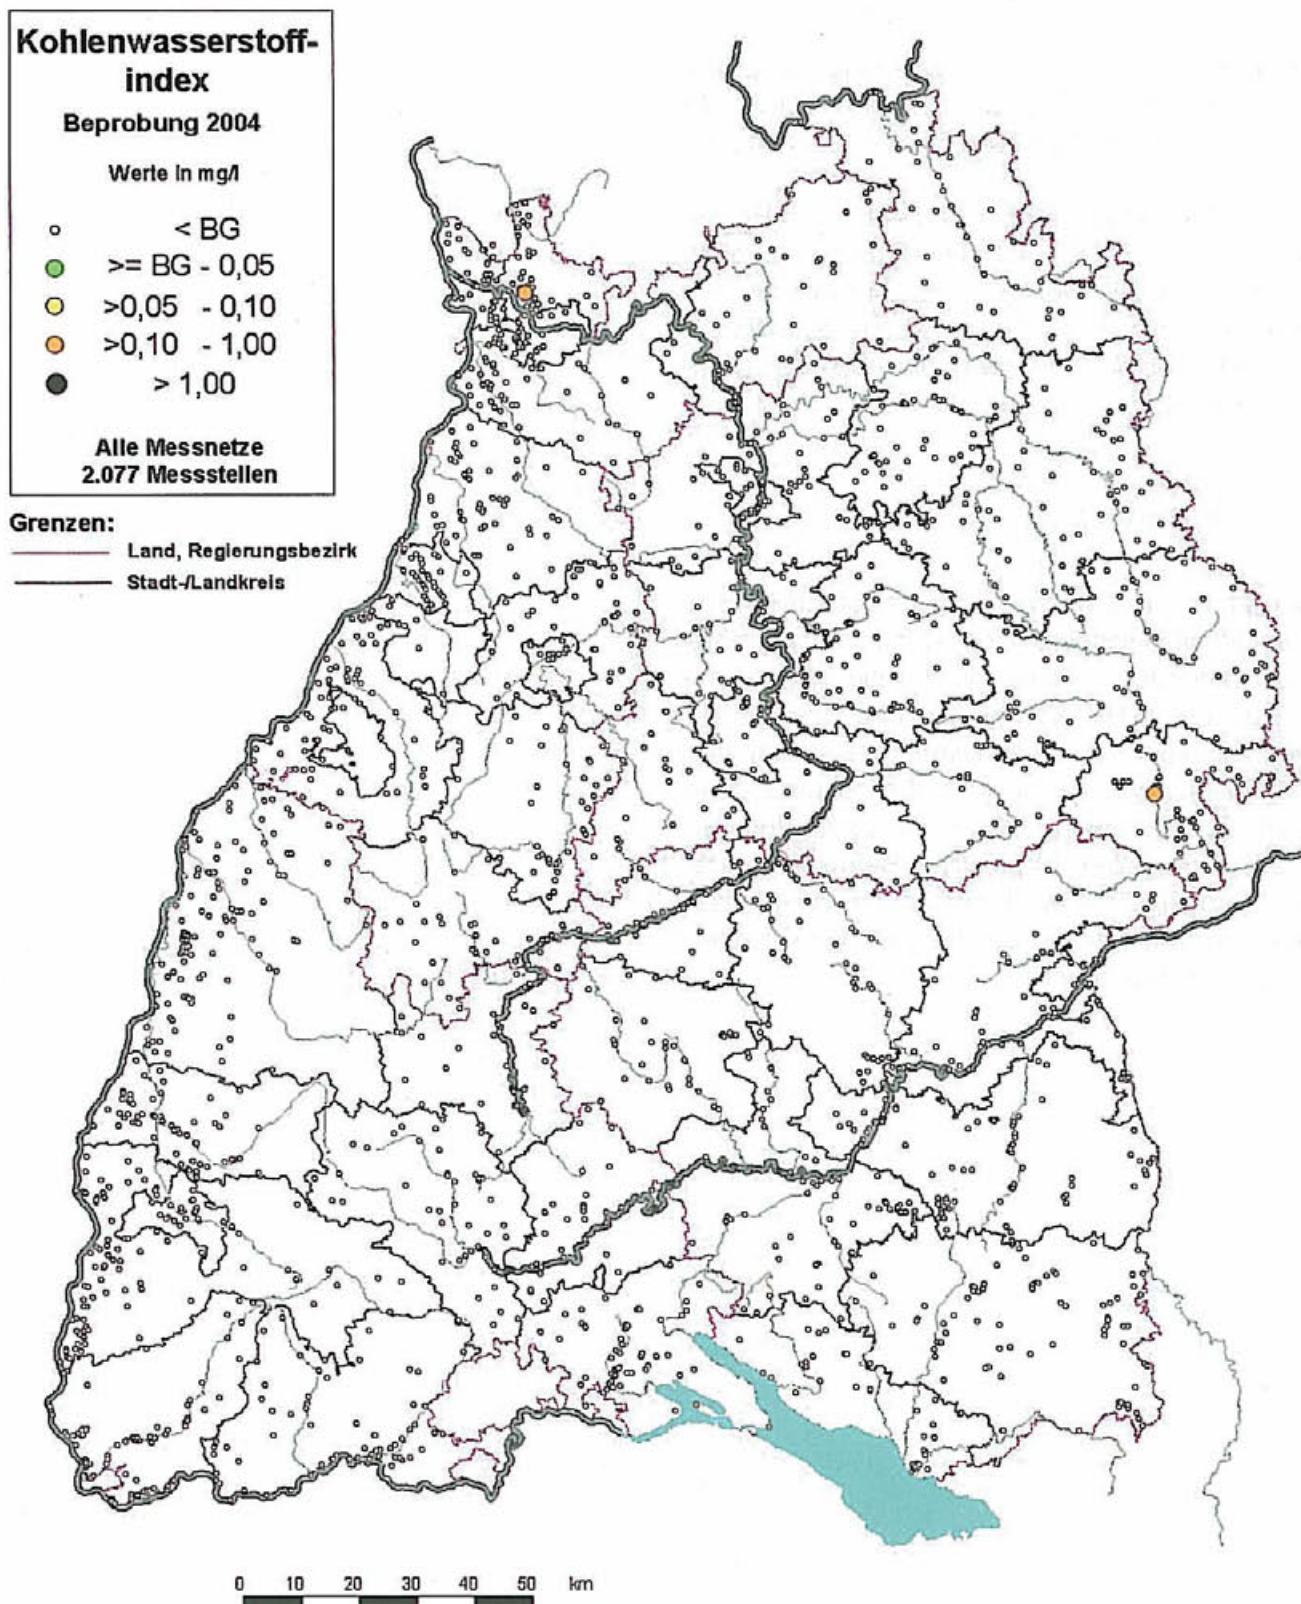 Kohlenwasserstoff-
index
Beprobung 2004
Werte in mg/l
< BG
>= BG - 0,05
>0,05 - 0,10
>0,10 - 1,00
> 1,00
Alle Messnetze
2.077 Messstellen
Grenzen:
Land, Regierungsbezirk
Stadt-/Landkreis
0 10 20 30 40 50 km